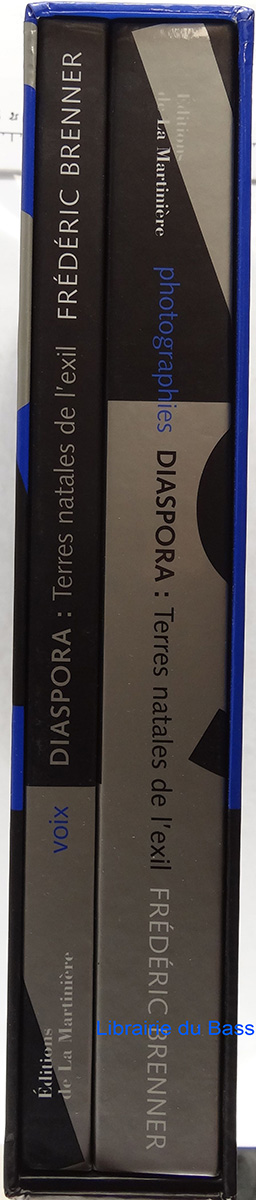 Éditions
de La Martinière
voix
DIASPORA : Terres natales de l'exil FRÉDÉRIC BRENNER
Éditions
de La Martinière
photographies
DIASPORA : Terres natales de l'exil FRÉDÉRIC BRENNER
Librairie du Bass